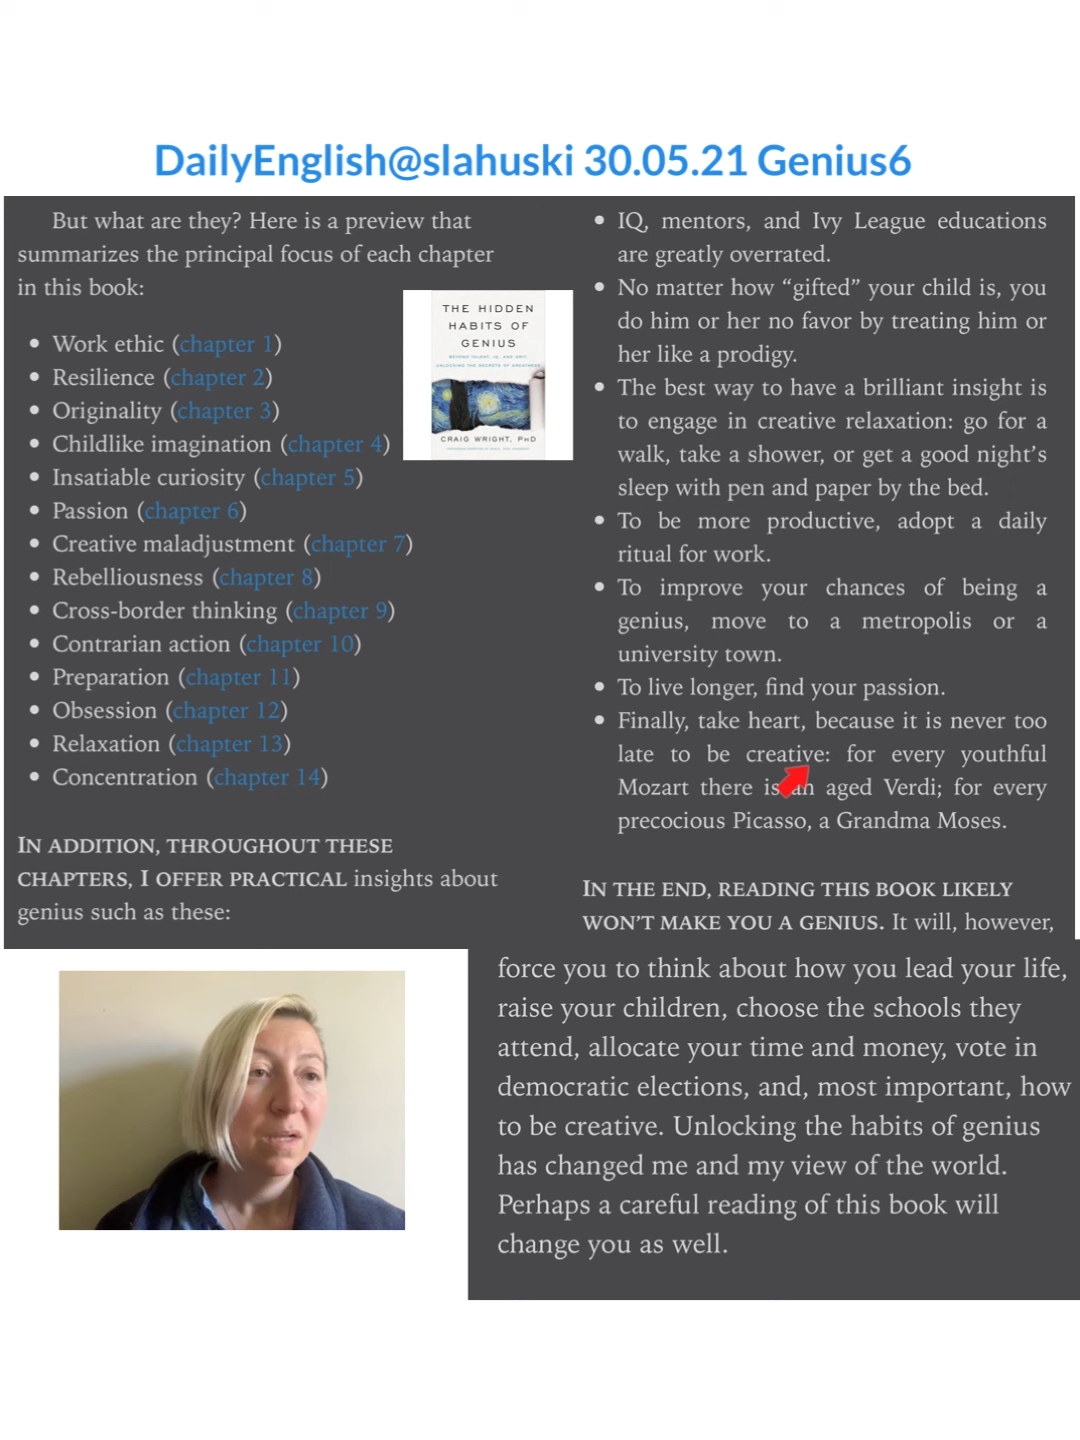 DailyEnglish@slahuski 30.05.21 Genius6
But what are they? Here is a preview that
summarizes the principal focus of each chapter
in this book:
• Work ethic (chapter 1)
• Resilience (chapter 2)
• Originality (chapter 3)
• Childlike imagination (chapter 4)
• Insatiable curiosity (chapter 5)
• Passion (chapter 6)
• Creative maladjustment (chapter 7)
• Rebelliousness (chapter 8)
• Cross-border thinking (chapter 9)
• Contrarian action (chapter 10)
• Preparation (chapter 11)
• Obsession (chapter 12)
• Relaxation (chapter 13)
• Concentration (chapter 14)
IN ADDITION, THROUGHOUT THESE
CHAPTERS, I OFFER PRACTICAL insights about
genius such as these:
THE HIDDEN
HABITS OF
GENIUS
BEYOND TALENT, IQ, AND GRIT,
UNLOCKING THE SECRETS OF GREATNESS
CRAIG WRIGHT, PHD
• IQ, mentors, and Ivy League educations
are greatly overrated.
• No matter how “gifted” your child is, you
do him or her no favor by treating him or
her like a prodigy.
• The best way to have a brilliant insight is
to engage in creative relaxation: go for a
walk, take a shower, or get a good night’s
sleep with pen and paper by the bed.
• To be more productive, adopt a daily
ritual for work.
• To improve your chances of being a
genius, move to a metropolis or a
university town.
• To live longer, find your passion.
• Finally, take heart, because it is never too
late to be creative: for every youthful
Mozart there is an aged Verdi; for every
precocious Picasso, a Grandma Moses.
IN THE END, READING THIS BOOK LIKELY
WON’T MAKE YOU A GENIUS. It will, however,
force you to think about how you lead your life,
raise your children, choose the schools they
attend, allocate your time and money, vote in
democratic elections, and, most important, how
to be creative. Unlocking the habits of genius
has changed me and my view of the world.
Perhaps a careful reading of this book will
change you as well.